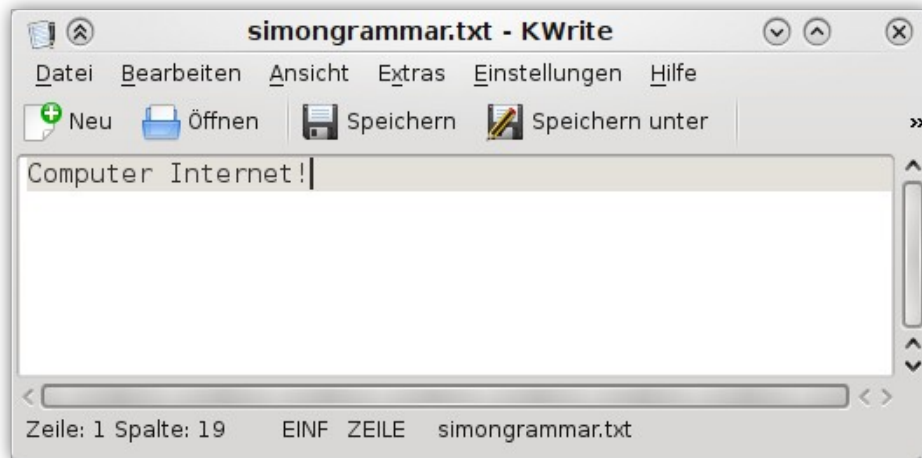 simongrammar.txt - KWrite
Datei Bearbeiten Ansicht Extras Einstellungen Hilfe
Neu Öffnen Speichern Speichern unter »
Computer Internet!
Zeile: 1 Spalte: 19 EINF ZEILE simongrammar.txt